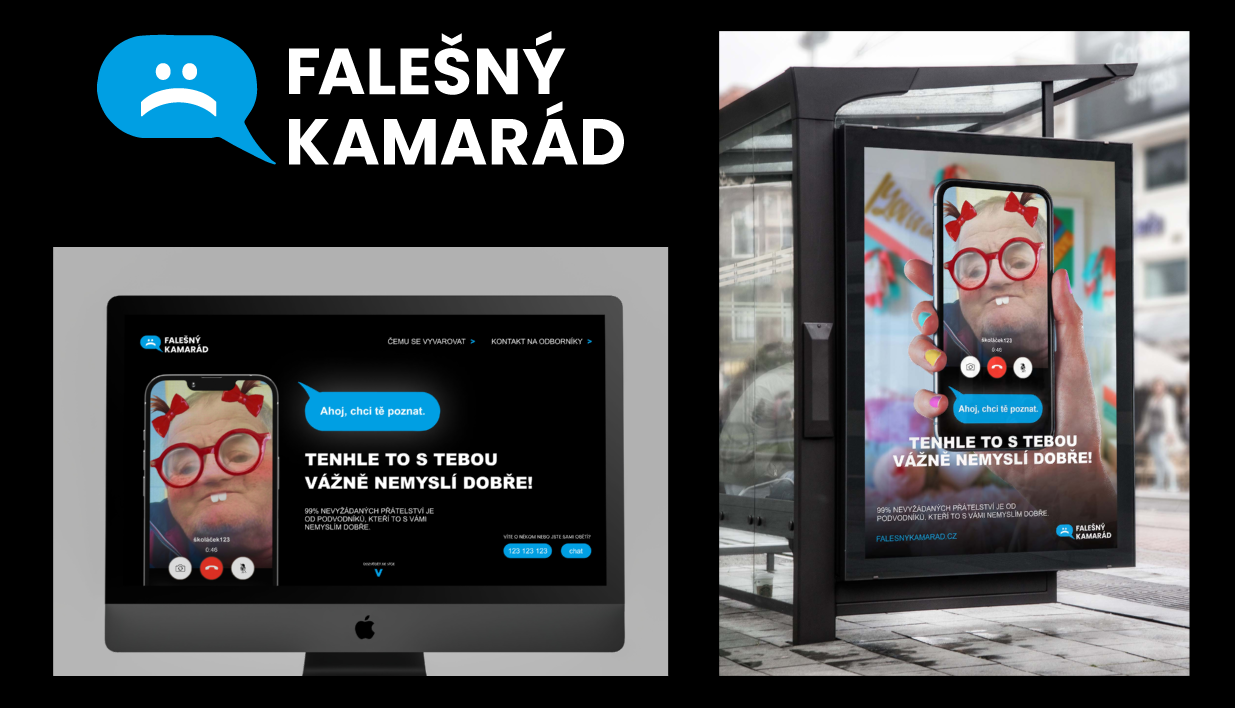 FALEŠNÝ
KAMARÁD
FALEŠNÝ
KAMARÁD
ČEMU SE VYVAROVAT >
KONTAKT NA ODBORNÍKY >
Ahoj, chci tě poznat.
TENHLE TO S TEBOU
VÁŽNĚ NEMYSLÍ DOBŘE!
99% NEVYŽÁDANÝCH PŘÁTELSTVÍ JE
OD PODVODNÍKŮ, KTEŘÍ TO S VÁMI
NEMYSLÍM DOBŘE.
školáček123
0:46
VÍTE O NĚKOM NEBO JSTE SAMI OBĚTÍ?
123 123 123
chat
školáček123
0:46
Ahoj, chci tě poznat.
TENHLE TO S TEBOU
VÁŽNĚ NEMYSLÍ DOBŘE!
99% NEVYŽÁDANÝCH PŘÁTELSTVÍ JE OD
PODVODNÍKŮ, KTEŘÍ TO S VÁMI NEMYSLÍM DOBŘE.
FALESNYKAMARAD.CZ
FALEŠNÝ
KAMARÁD